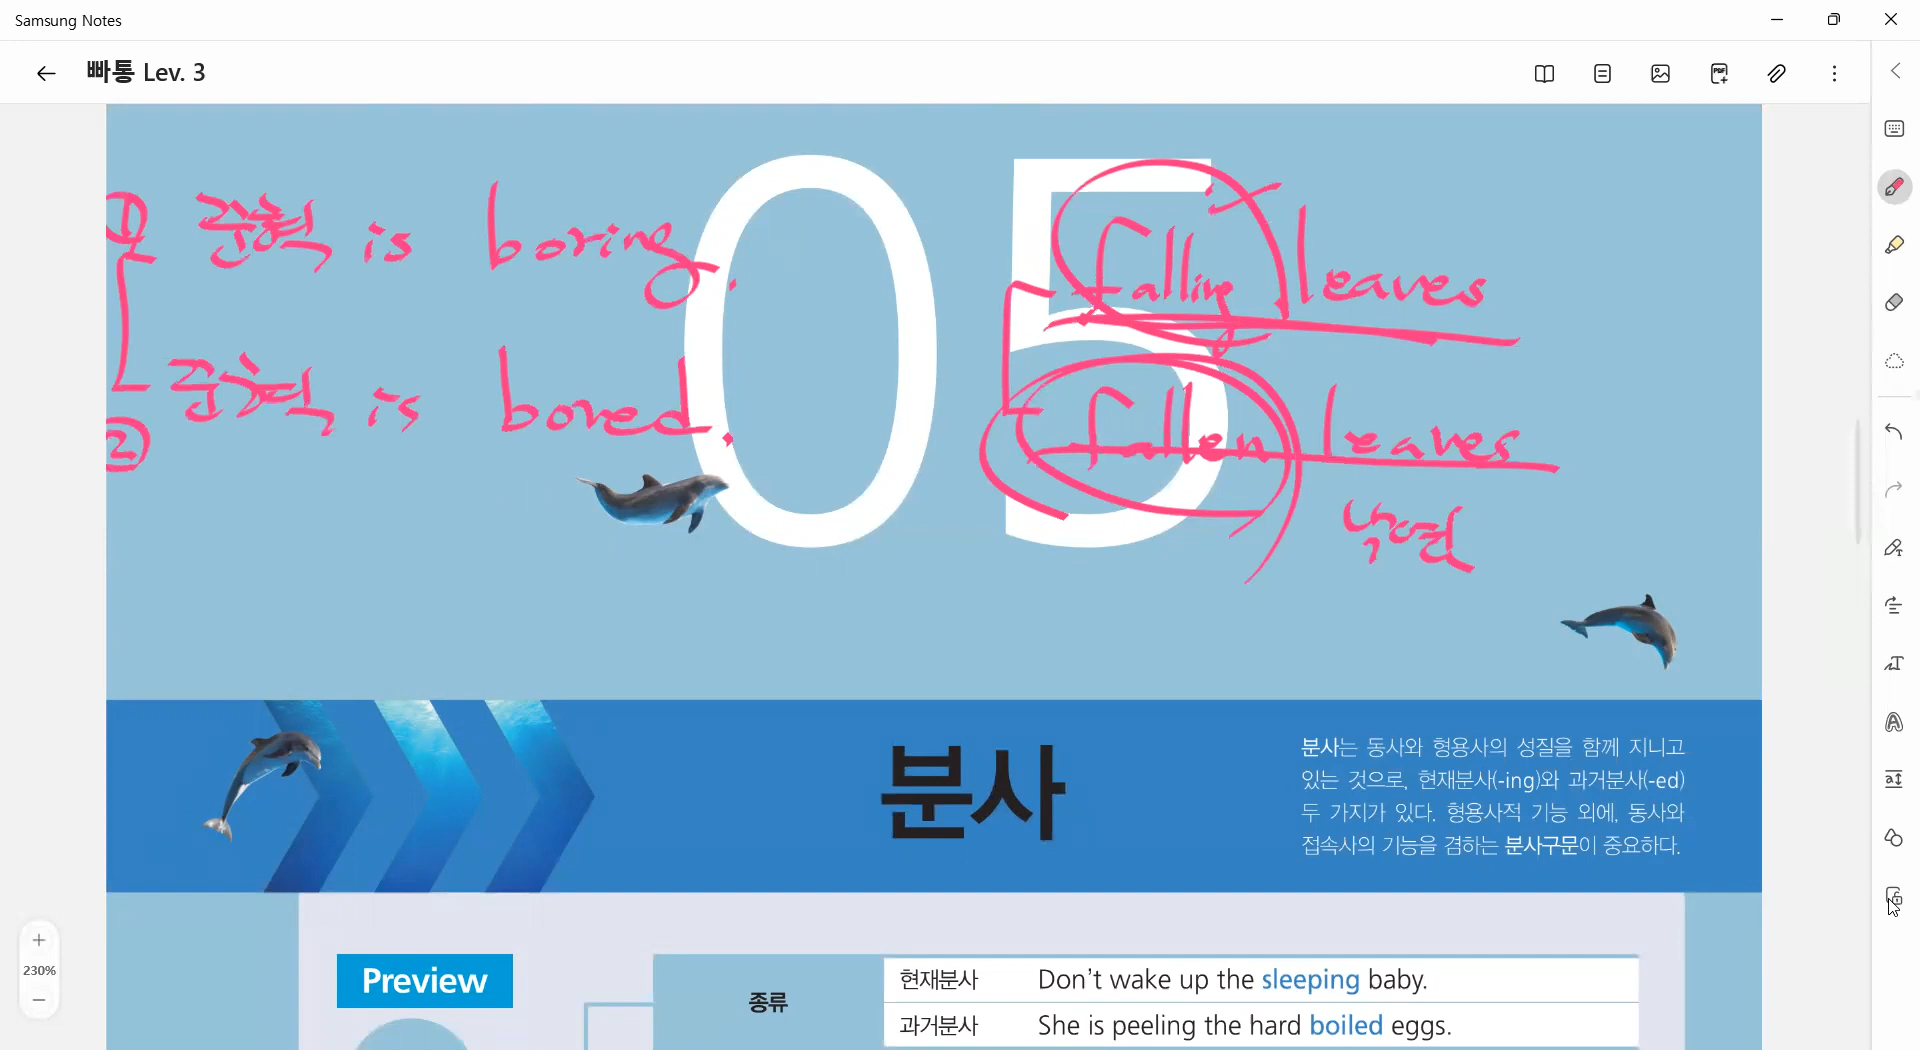 Samsung Notes
빠통 Lev. 3
05
준혁 is boring.
② 준혁 is bored.
falling leaves
fallen leaves
낙엽
분사
분사는 동사와 형용사의 성질을 함께 지니고
있는 것으로, 현재분사(-ing)와 과거분사(-ed)
두 가지가 있다. 형용사적 기능 외에, 동사와
접속사의 기능을 겸하는 분사구문이 중요하다.
Preview
종류
현재분사 Don't wake up the sleeping baby.
과거분사 She is peeling the hard boiled eggs.
230%